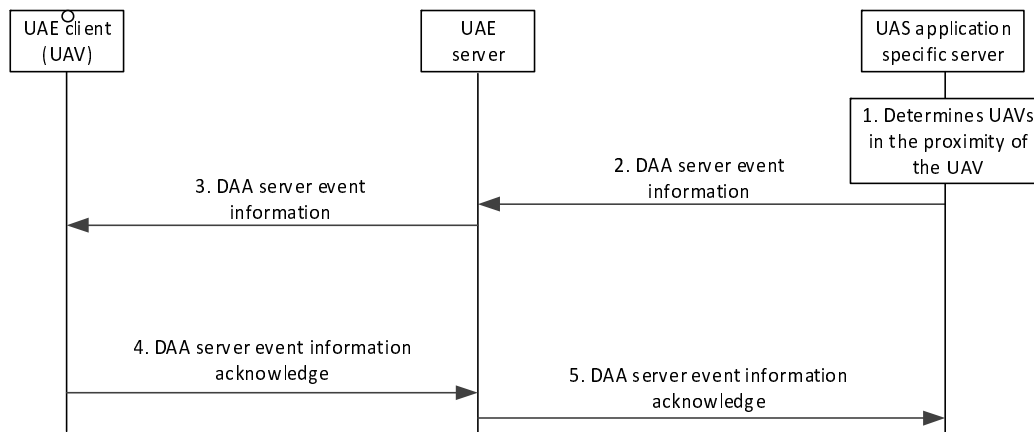 UAE client
(UAV)
UAE
server
UAS application
specific server
1. Determines UAVs
in the proximity of
the UAV
2. DAA server event
information
3. DAA server event
information
4. DAA server event information
acknowledge
5. DAA server event information
acknowledge